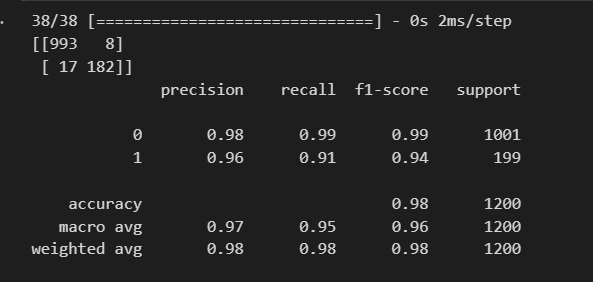 38/38 [==============================] - 0s 2ms/step
[[993   8]
 [ 17 182]]
              precision    recall  f1-score   support

           0       0.98      0.99      0.99      1001
           1       0.96      0.91      0.94       199

    accuracy                           0.98      1200
   macro avg       0.97      0.95      0.96      1200
weighted avg       0.98      0.98      0.98      1200